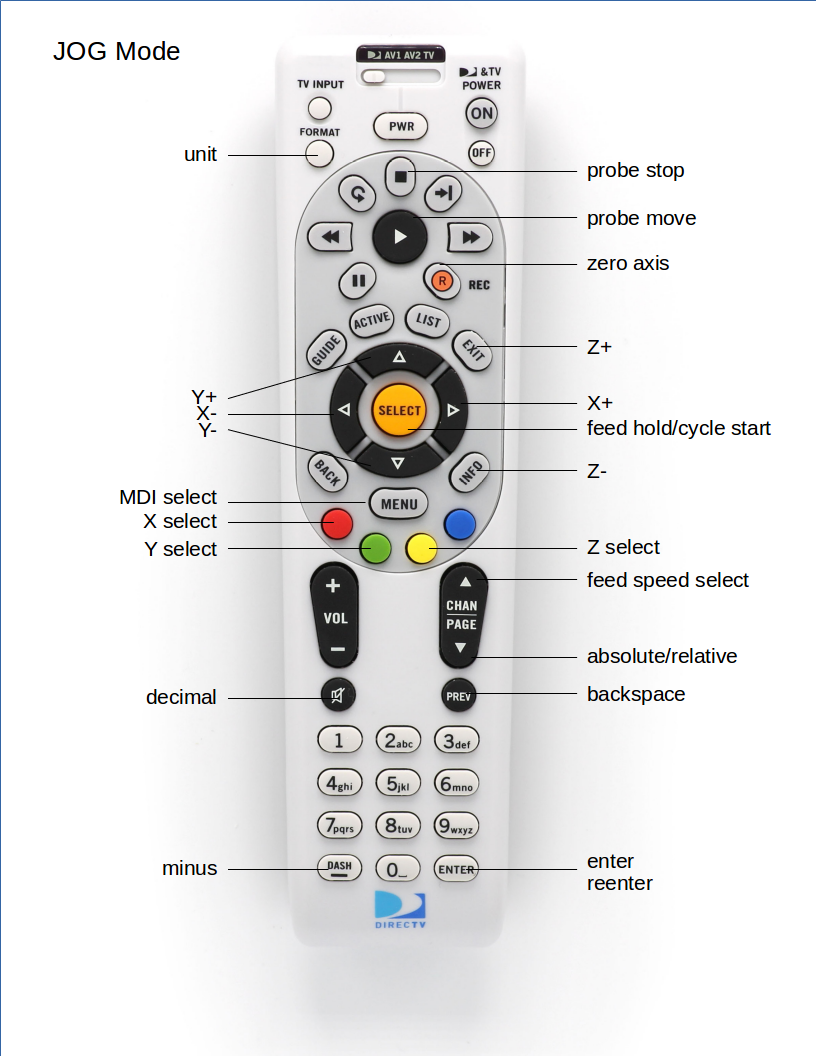 JOG Mode
AV1 AV2 TV
TV INPUT
& TV
POWER
ON
PWR
FORMAT
OFF
unit
probe stop
probe move
zero axis
R
REC
ACTIVE
LIST
GUIDE
EXIT
Z+
Y+
X-
Y-
SELECT
X+
feed hold/cycle start
BACK
INFO
Z-
MDI select
MENU
X select
Y select
Z select
+
VOL
−
CHAN
PAGE
feed speed select
absolute/relative
decimal
PREV
backspace
1
2abc
3def
4ghi
5jkl
6mno
7pqrs
8tuv
9wxyz
minus
DASH
0_
ENTER
enter
reenter
DIRECTV